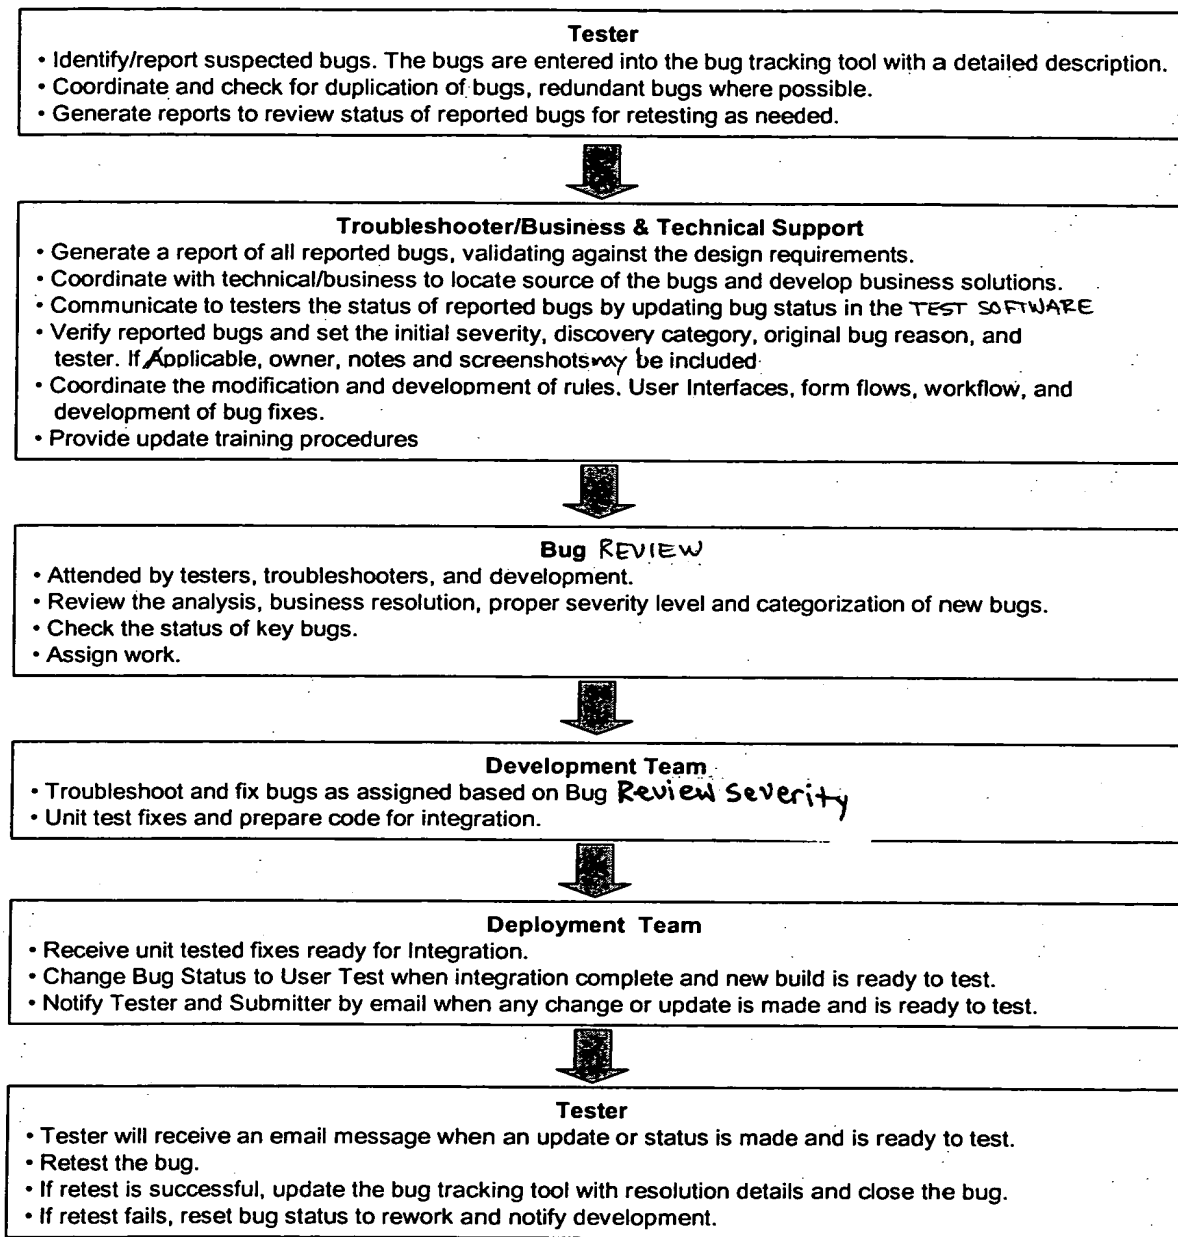 Tester
• Identify/report suspected bugs. The bugs are entered into the bug tracking tool with a detailed description.
• Coordinate and check for duplication of bugs, redundant bugs where possible.
• Generate reports to review status of reported bugs for retesting as needed.
Troubleshooter/Business & Technical Support
• Generate a report of all reported bugs, validating against the design requirements.
• Coordinate with technical/business to locate source of the bugs and develop business solutions.
• Communicate to testers the status of reported bugs by updating bug status in the TEST SOFTWARE
• Verify reported bugs and set the initial severity, discovery category, original bug reason, and
tester. If Applicable, owner, notes and screenshots may be included
• Coordinate the modification and development of rules. User Interfaces, form flows, workflow, and
development of bug fixes.
• Provide update training procedures
Bug REVIEW
• Attended by testers, troubleshooters, and development.
• Review the analysis, business resolution, proper severity level and categorization of new bugs.
• Check the status of key bugs.
• Assign work.
Development Team
• Troubleshoot and fix bugs as assigned based on Bug Review Severity
• Unit test fixes and prepare code for integration.
Deployment Team
• Receive unit tested fixes ready for Integration.
• Change Bug Status to User Test when integration complete and new build is ready to test.
• Notify Tester and Submitter by email when any change or update is made and is ready to test.
Tester
• Tester will receive an email message when an update or status is made and is ready to test.
• Retest the bug.
• If retest is successful, update the bug tracking tool with resolution details and close the bug.
• If retest fails, reset bug status to rework and notify development.